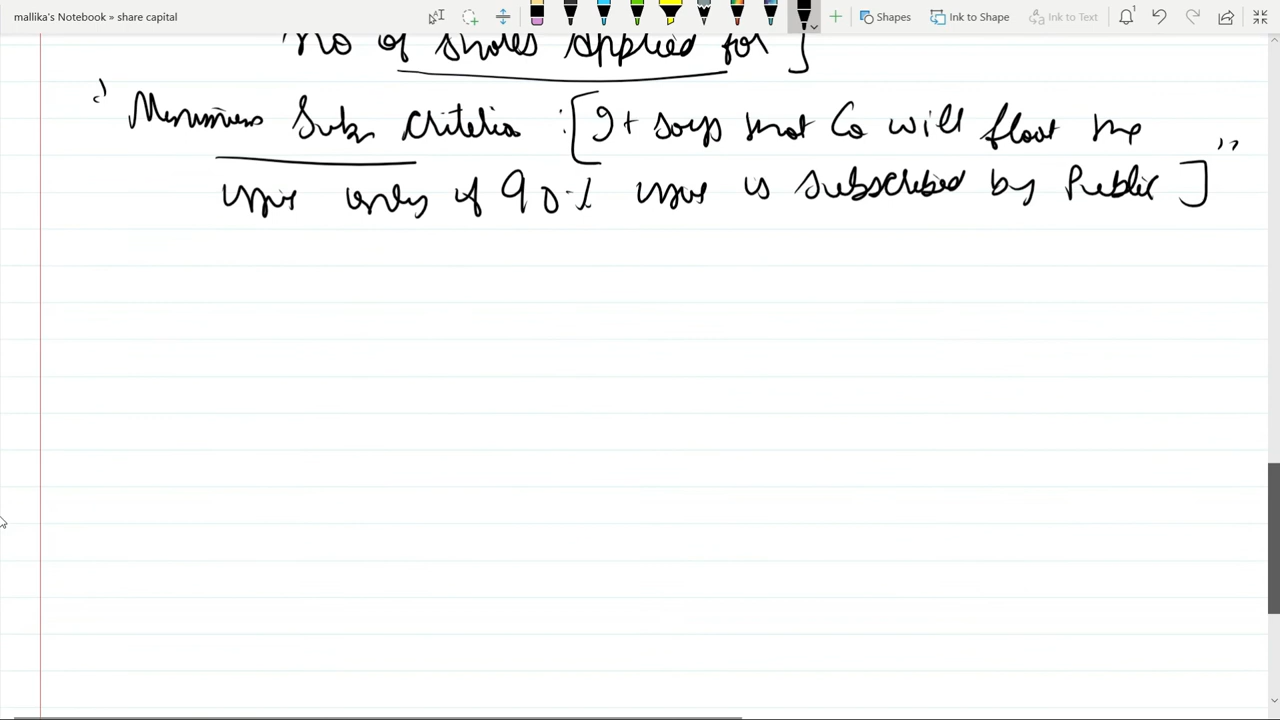 mallika's Notebook » share capital
Shapes Ink to Shape Ink to Text
No of shares applied for ]
" Minimum Subn Criteria : [ It says that Co will float the
issue only if 90 % issue is subscribed by Public ] "